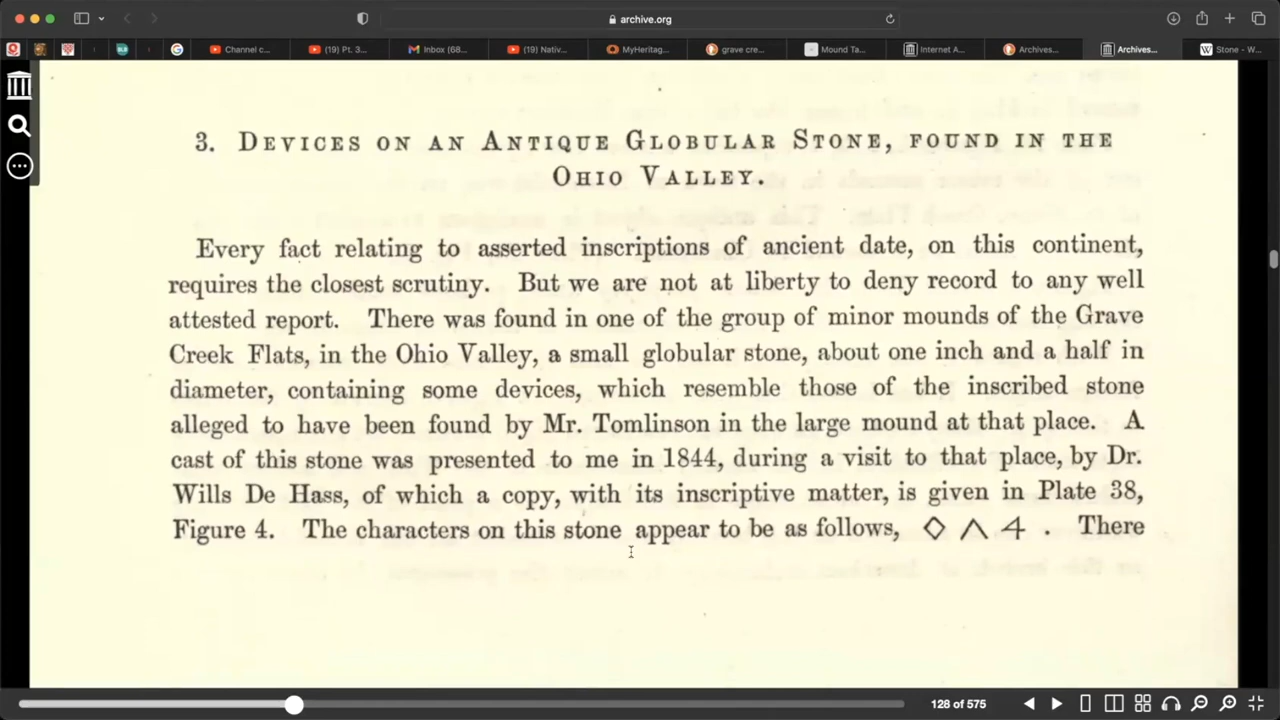 archive.org
Channel c...
(19) Pt. 3...
Inbox (68...
(19) Nativ...
MyHeritag...
grave cre...
Mound Ta...
Internet A...
Archives...
Archives...
Stone - W...
3. DEVICES ON AN ANTIQUE GLOBULAR STONE, FOUND IN THE
OHIO VALLEY.
Every fact relating to asserted inscriptions of ancient date, on this continent,
requires the closest scrutiny. But we are not at liberty to deny record to any well
attested report. There was found in one of the group of minor mounds of the Grave
Creek Flats, in the Ohio Valley, a small globular stone, about one inch and a half in
diameter, containing some devices, which resemble those of the inscribed stone
alleged to have been found by Mr. Tomlinson in the large mound at that place. A
cast of this stone was presented to me in 1844, during a visit to that place, by Dr.
Wills De Hass, of which a copy, with its inscriptive matter, is given in Plate 38,
Figure 4. The characters on this stone appear to be as follows, ◇ ∧ 4 . There
128 of 575